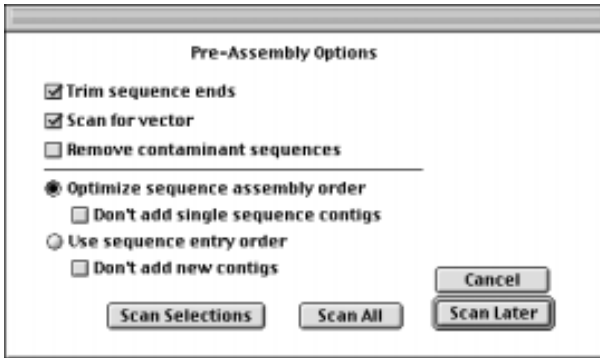 Pre-Assembly Options
Trim sequence ends
Scan for vector
Remove contaminant sequences
Optimize sequence assembly order
Don't add single sequence contigs
Use sequence entry order
Don't add new contigs
Cancel
Scan Selections Scan All Scan Later